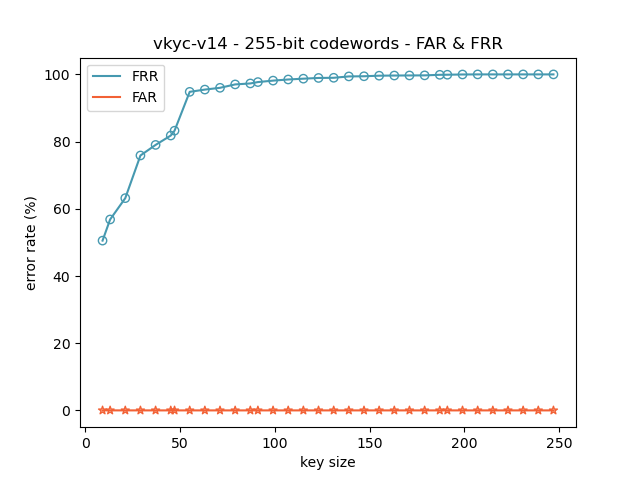 vkyc-v14 - 255-bit codewords - FAR & FRR
FRR
FAR
error rate (%)
100
80
60
40
20
0
0 50 100 150 200 250
key size